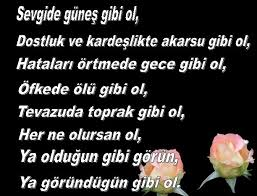 Sevgide güneş gibi ol,
Dostluk ve kardeşlikte akarsu gibi ol,
Hataları örtmede gece gibi ol,
Öfkede ölü gibi ol,
Tevazuda toprak gibi ol,
Her ne olursan ol,
Ya olduğun gibi görün,
Ya göründüğün gibi ol.